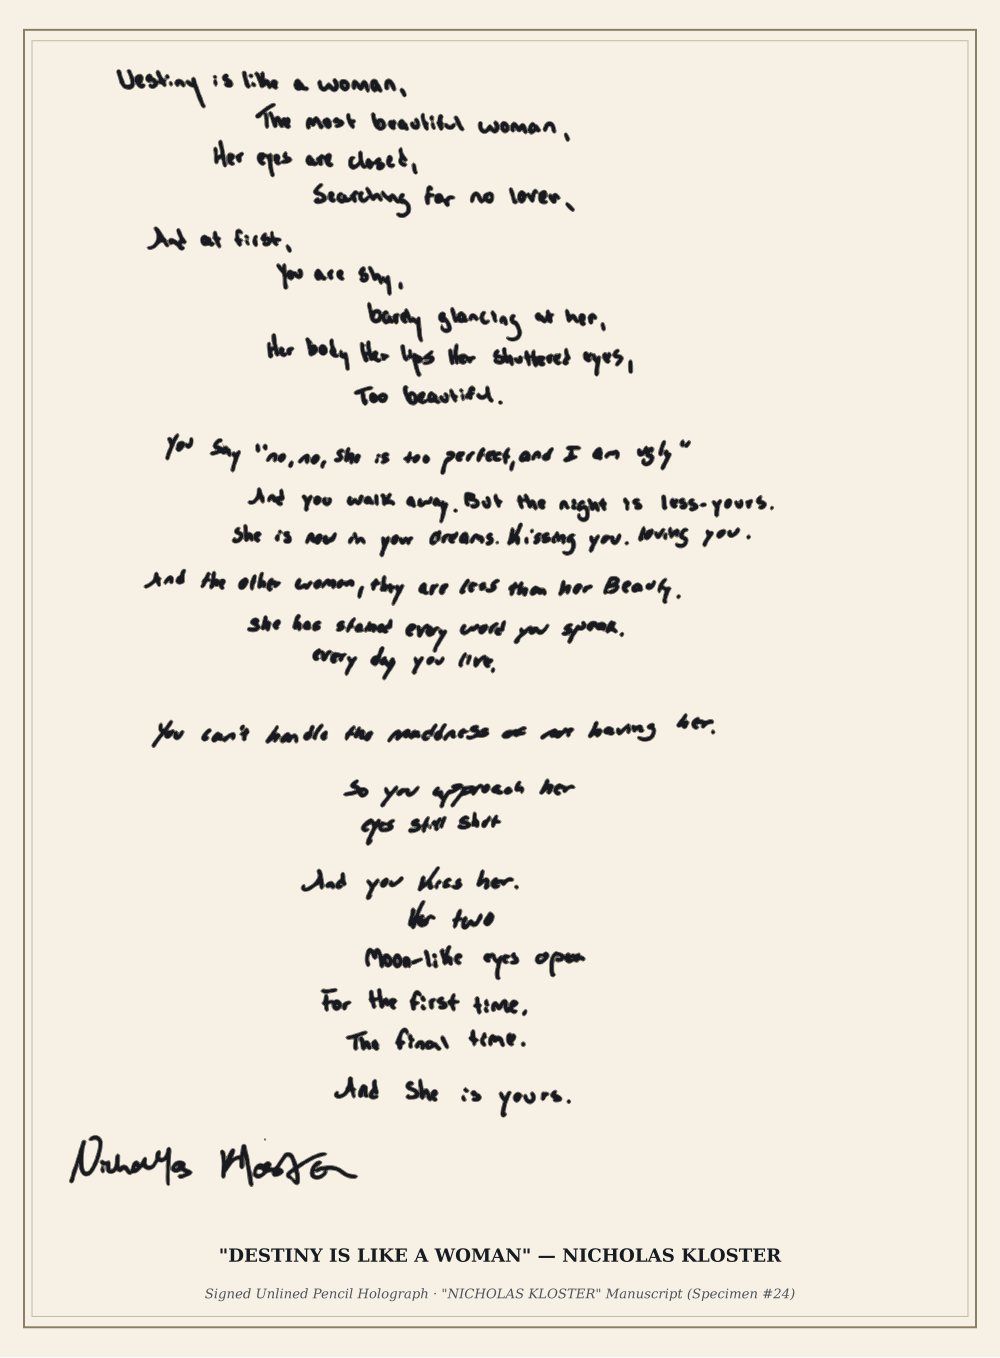 Destiny is like a woman,
The most beautiful woman,
Her eyes are closed,
Searching for no lover,
And at first,
You are shy,
barely glancing at her,
Her body Her lips Her shuttered eyes,
Too beautiful.
You say "no, no, she is too perfect, and I am ugly"
And you walk away. But the night is less-yours.
She is now in your dreams. Kissing you. loving you.
And the other women, they are less than her Beauty.
She has stained every word you speak.
every day you live.
You can't handle the maddness of not having her.
So you approach her
eyes still shut
And you kiss her.
Her two
Moon-like eyes open
For the first time,
The final time.
And She is yours.
Nicholas Kloster
"DESTINY IS LIKE A WOMAN" — NICHOLAS KLOSTER
Signed Unlined Pencil Holograph · "NICHOLAS KLOSTER" Manuscript (Specimen #24)